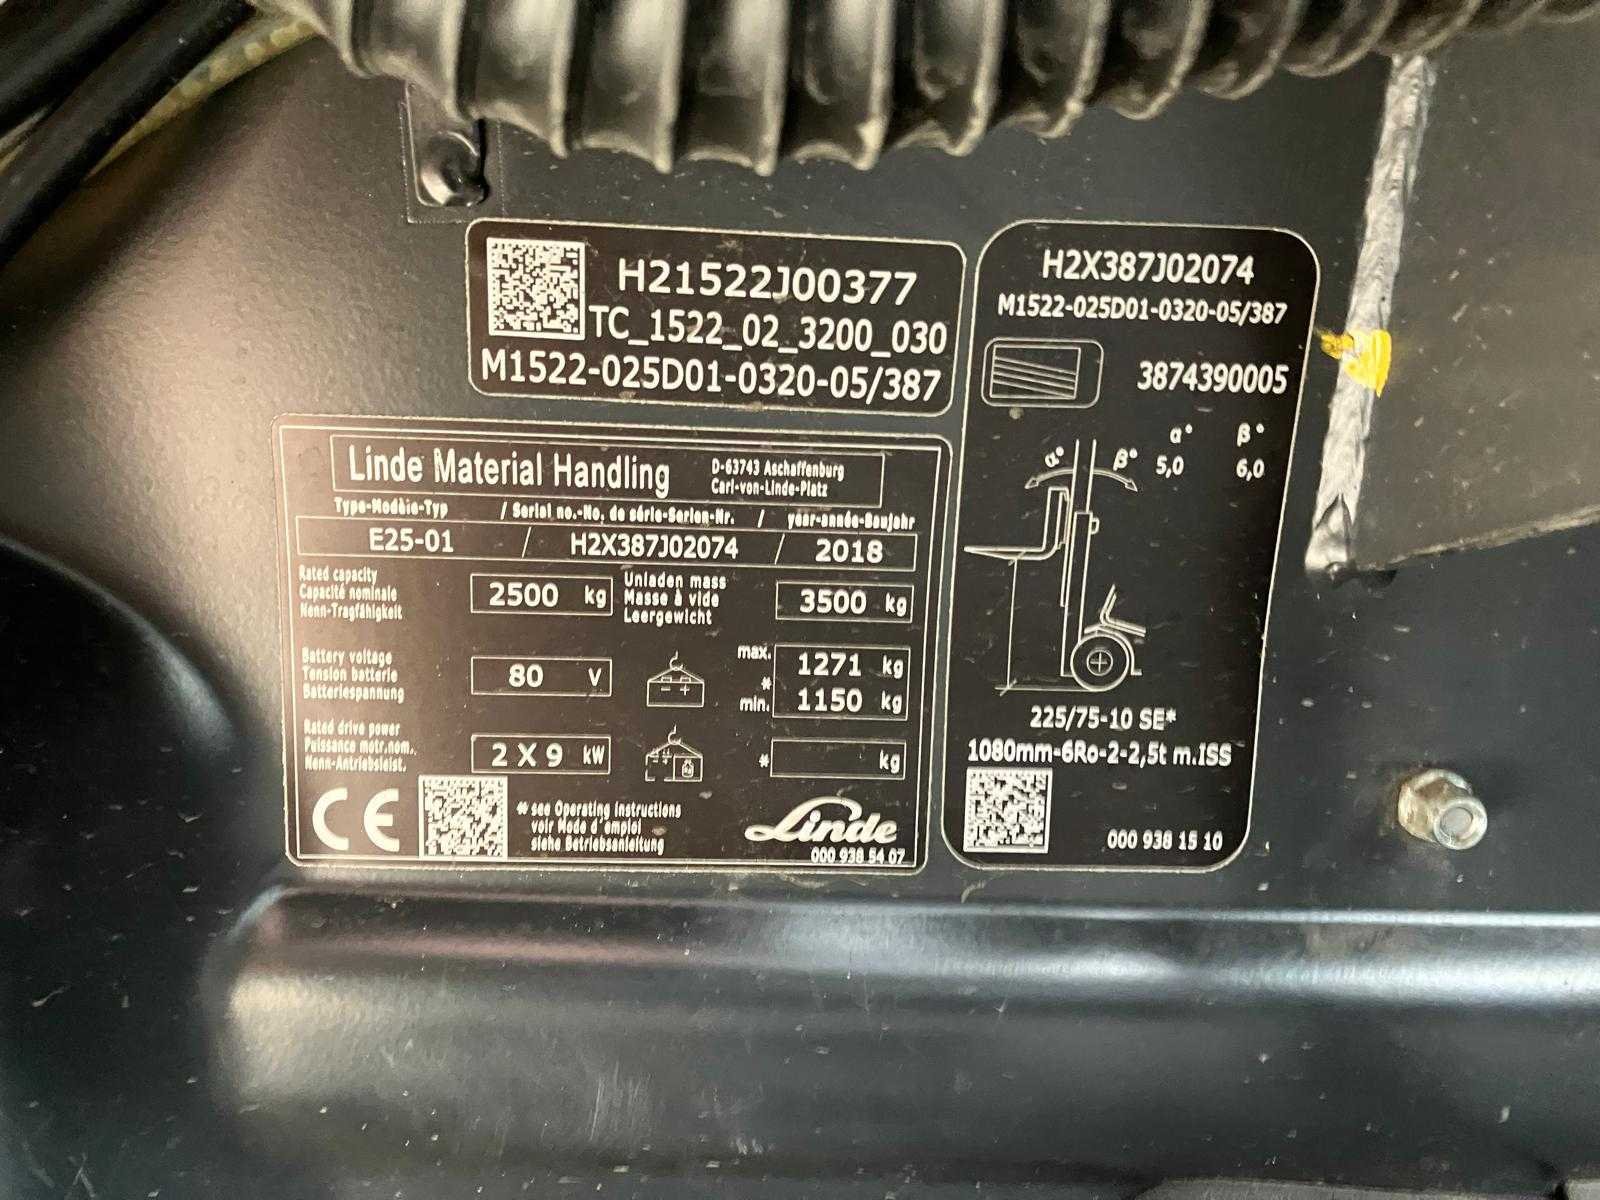 H21522J00377
TC_1522_02_3200_030
M1522-025D01-0320-05/387
H2X387J02074
M1522-025D01-0320-05/387
3874390005
α° β°
5,0 6,0
α° β°
225/75-10 SE*
1080mm-6Ro-2-2,5t m.ISS
000 938 15 10
Linde Material Handling
D-63743 Aschaffenburg
Carl-von-Linde-Platz
Type-Modèle-Typ / Serial no.-No. de série-Serien-Nr. / year-année-Baujahr
E25-01 / H2X387J02074 / 2018
Rated capacity
Capacité nominale
Nenn-Tragfähigkeit
2500 kg
Unladen mass
Masse à vide
Leergewicht
3500 kg
Battery voltage
Tension batterie
Batteriespannung
80 V
max. 1271 kg
*
min. 1150 kg
Rated drive power
Puissance motr.nom.
Nenn-Antriebsleist.
2 X 9 kW
* kg
CE
* see Operating Instructions
voir Mode d'emploi
siehe Betriebsanleitung
Linde
000 938 54 07